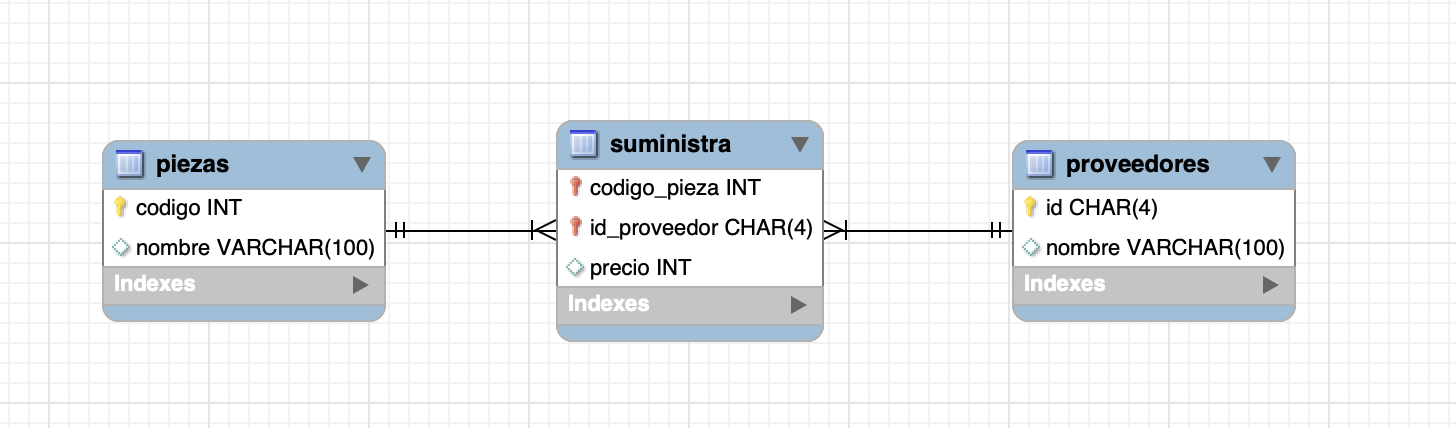 piezas
codigo INT
nombre VARCHAR(100)
Indexes
suministra
codigo_pieza INT
id_proveedor CHAR(4)
precio INT
Indexes
proveedores
id CHAR(4)
nombre VARCHAR(100)
Indexes